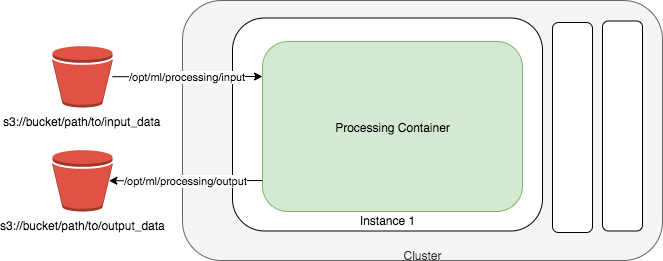 /opt/ml/processing/input
s3://bucket/path/to/input_data
Processing Container
/opt/ml/processing/output
s3://bucket/path/to/output_data
Instance 1
Cluster